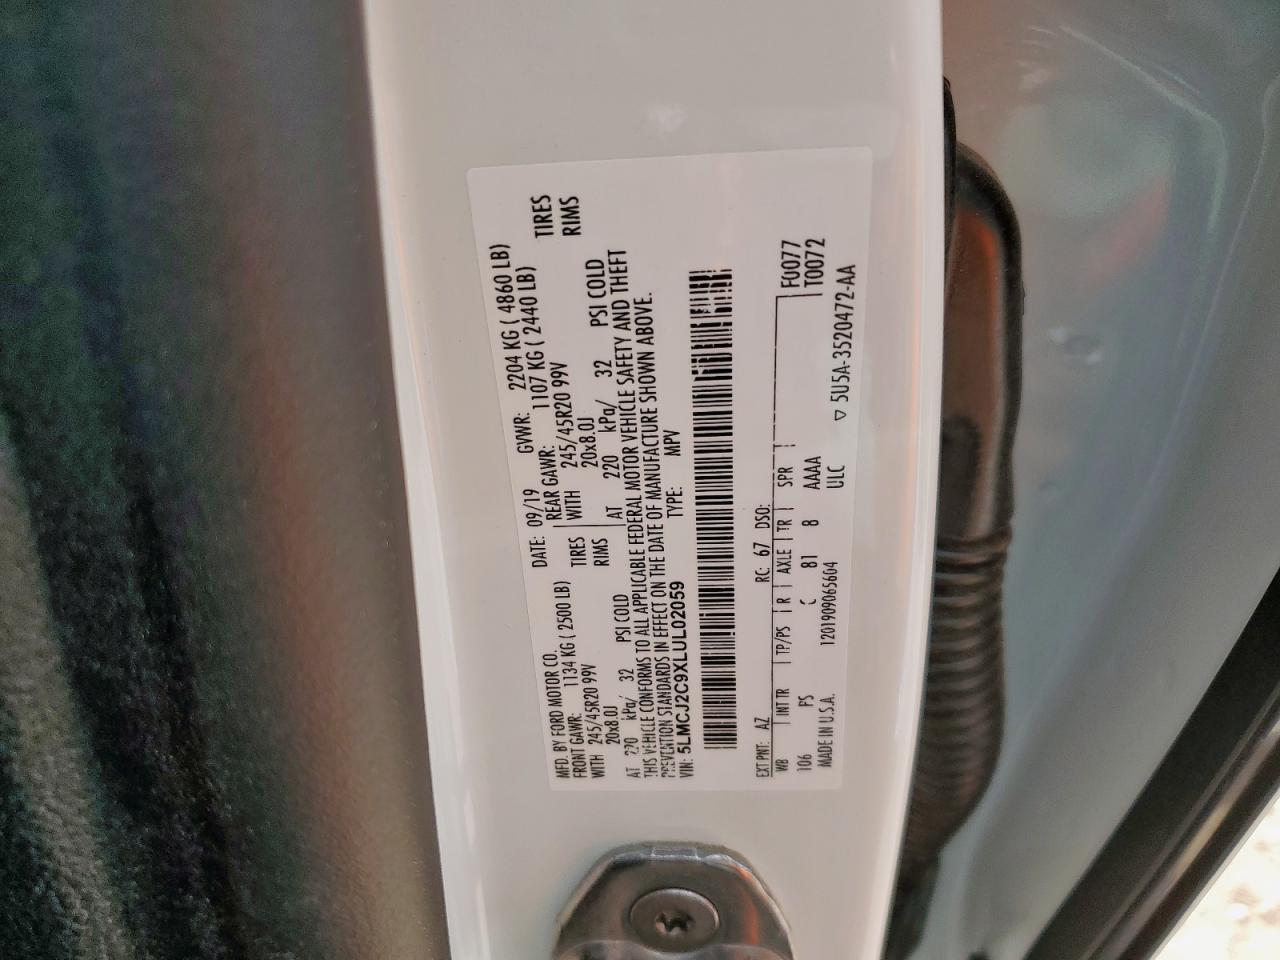 MFD. BY FORD MOTOR CO. DATE: 09/19 GVWR: 2204 KG ( 4860 LB)
FRONT GAWR: 1134 KG ( 2500 LB) REAR GAWR: 1107 KG ( 2440 LB)
WITH 245/45R20 99V TIRES WITH 245/45R20 99V TIRES
20x8.0J RIMS 20x8.0J RIMS
AT 220 kPa/ 32 PSI COLD AT 220 kPa/ 32 PSI COLD
THIS VEHICLE CONFORMS TO ALL APPLICABLE FEDERAL MOTOR VEHICLE SAFETY AND THEFT
PREVENTION STANDARDS IN EFFECT ON THE DATE OF MANUFACTURE SHOWN ABOVE.
VIN: 5LMCJ2C9XLUL02059 TYPE: MPV
EXT PNT: AZ RC: 67 DSO: F0077
WB INT TR TP/PS R AXLE TR SPR T0072
106 PS C 81 8 AAAA
MADE IN U.S.A. 1201909065604 ULC
▽ 5U5A-3520472-AA